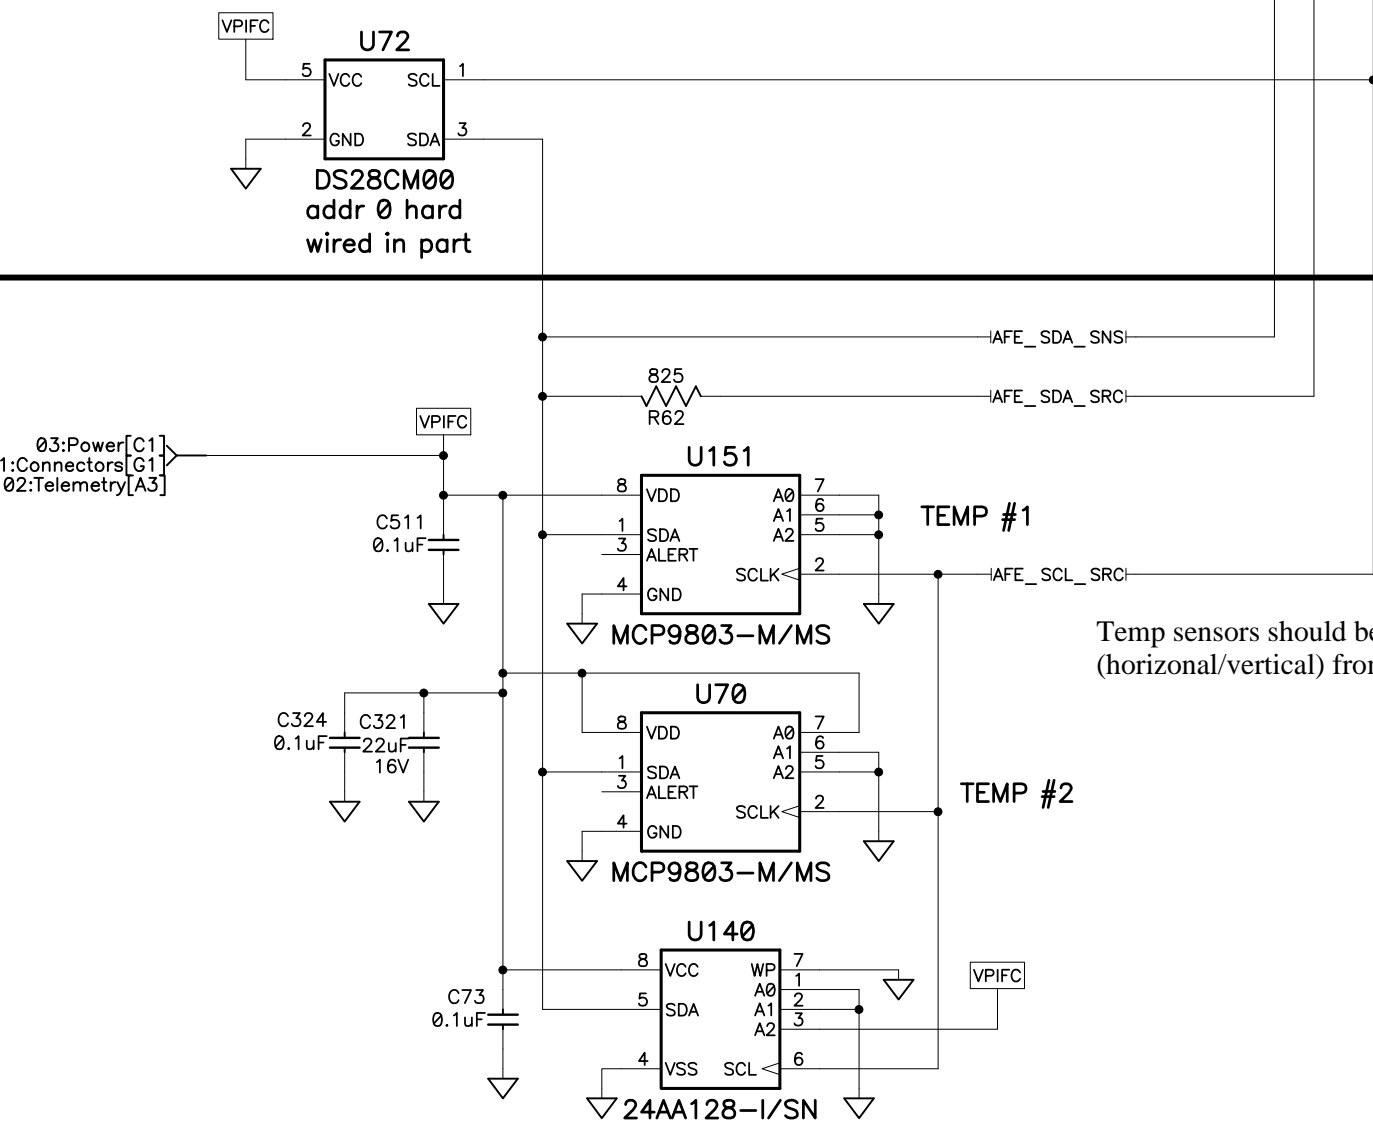 VPIFC
U72
5 VCC SCL 1
2 GND SDA 3
DS28CM00
addr 0 hard
wired in part
AFE_SDA_SNS
825
AFE_SDA_SRC
R62
VPIFC
03:Power[C1]
1:Connectors[G1]
02:Telemetry[A3]
U151
8 VDD A0 7
A1 6
1 SDA A2 5
3 ALERT
SCLK 2
4 GND
MCP9803-M/MS
C511
0.1uF
TEMP #1
AFE_SCL_SRC
Temp sensors should be
(horizonal/vertical) from
U70
8 VDD A0 7
A1 6
1 SDA A2 5
3 ALERT
SCLK 2
4 GND
MCP9803-M/MS
C324
0.1uF
C321
22uF
16V
TEMP #2
U140
8 VCC WP 7
A0 1
5 SDA A1 2
A2 3
4 VSS SCL 6
24AA128-I/SN
C73
0.1uF
VPIFC